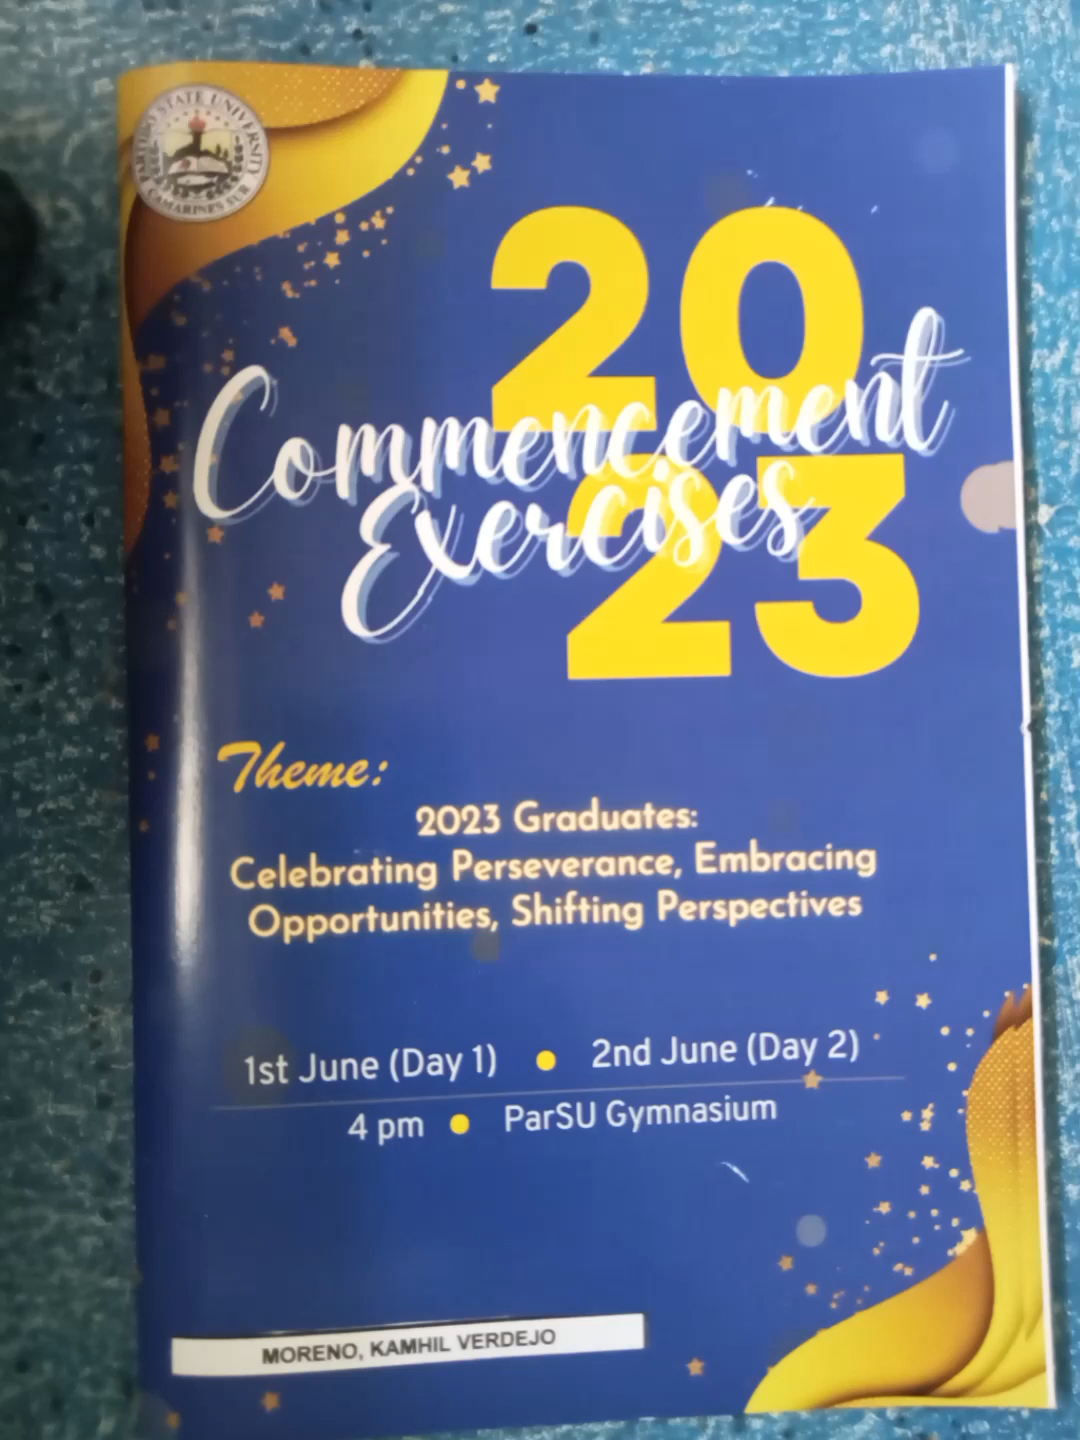 PARTIDO STATE UNIVERSITY
CAMARINES SUR
20
23
Commencement
Exercises
Theme:
2023 Graduates:
Celebrating Perseverance, Embracing
Opportunities, Shifting Perspectives
1st June (Day 1) • 2nd June (Day 2)
4 pm • ParSU Gymnasium
MORENO, KAMHIL VERDEJO